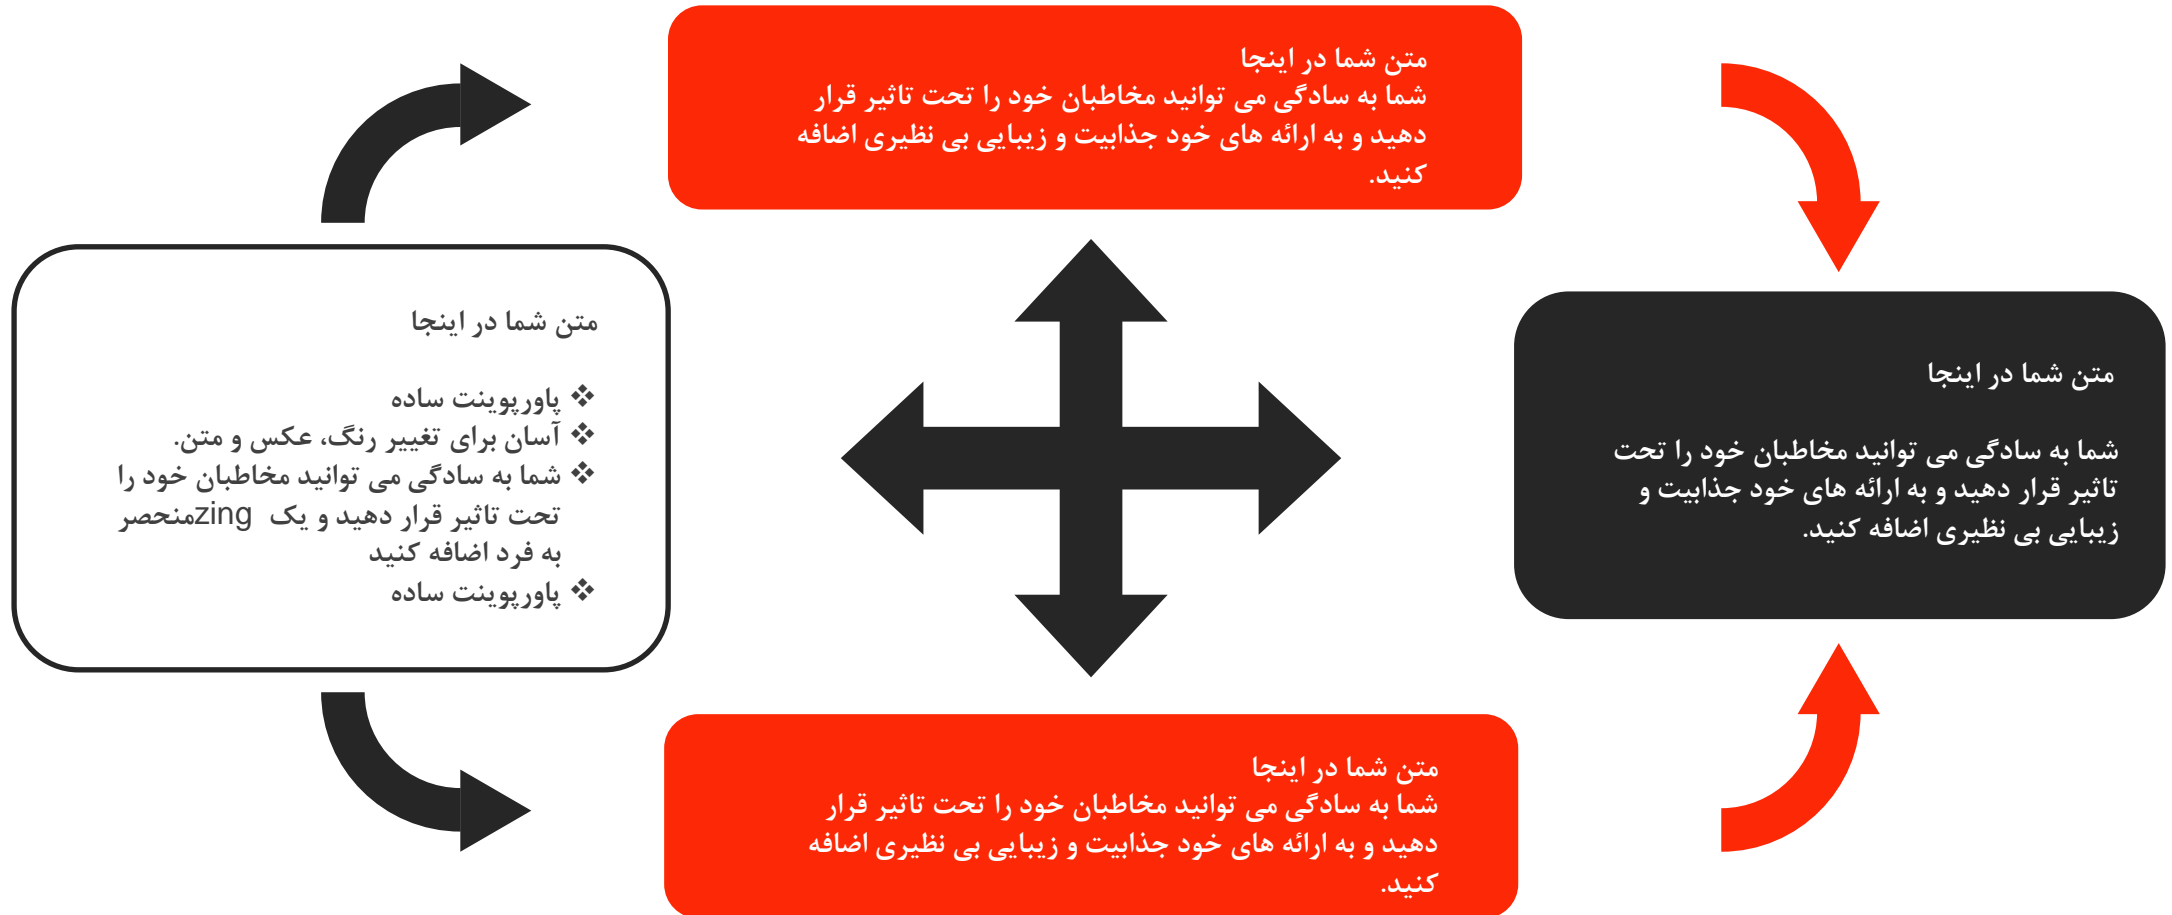 متن شما در اینجا
شما به سادگی می توانید مخاطبان خود را تحت تاثیر قرار
دهید و به ارائه های خود جذابیت و زیبایی بی نظیری اضافه
کنید.
متن شما در اینجا
شما به سادگی می توانید مخاطبان خود را تحت
تاثیر قرار دهید و به ارائه های خود جذابیت و
زیبایی بی نظیری اضافه کنید.
متن شما در اینجا
❖ پاورپوینت ساده
❖ آسان برای تغییر رنگ، عکس و متن.
❖ شما به سادگی می توانید مخاطبان خود را
تحت تاثیر قرار دهید و یک zingمنحصر
به فرد اضافه کنید
❖ پاورپوینت ساده
متن شما در اینجا
شما به سادگی می توانید مخاطبان خود را تحت تاثیر قرار
دهید و به ارائه های خود جذابیت و زیبایی بی نظیری اضافه
کنید.